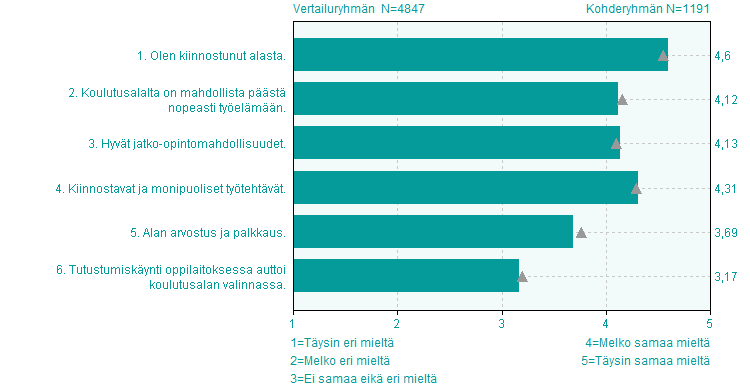 Vertailuryhmän N=4847 Kohderyhmän N=1191
1. Olen kiinnostunut alasta. 4,6
2. Koulutusalalta on mahdollista päästä
nopeasti työelämään. 4,12
3. Hyvät jatko-opintomahdollisuudet. 4,13
4. Kiinnostavat ja monipuoliset työtehtävät. 4,31
5. Alan arvostus ja palkkaus. 3,69
6. Tutustumiskäynti oppilaitoksessa auttoi
koulutusalan valinnassa. 3,17
1 2 3 4 5
1=Täysin eri mieltä 4=Melko samaa mieltä
2=Melko eri mieltä 5=Täysin samaa mieltä
3=Ei samaa eikä eri mieltä